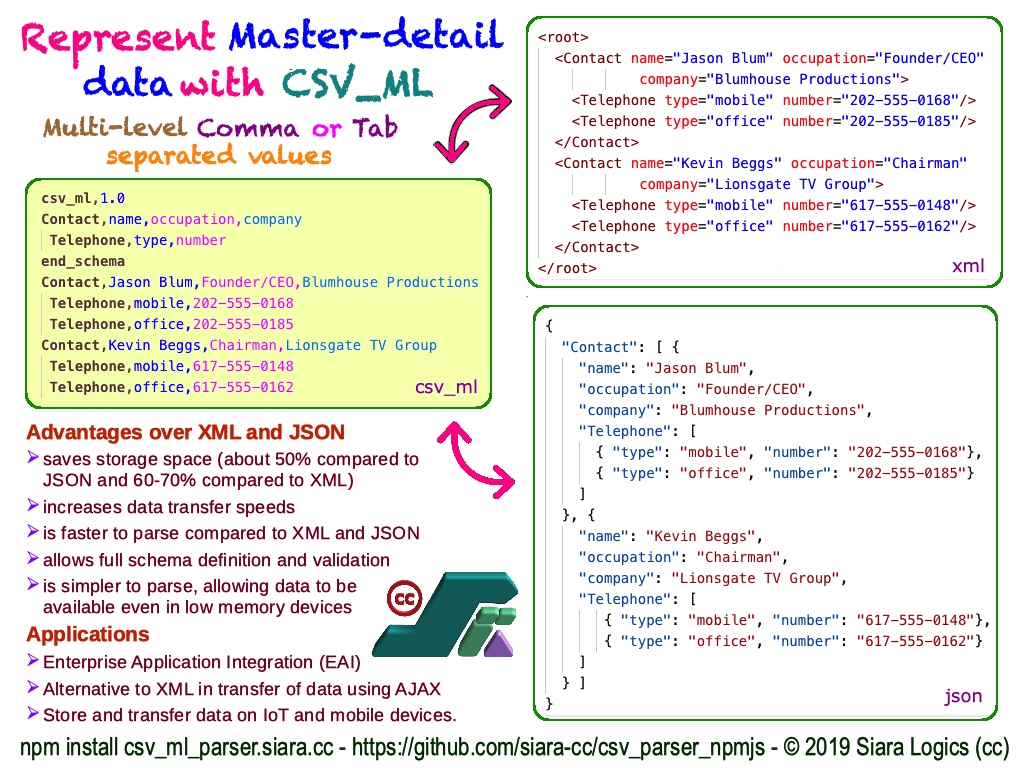 Represent Master-detail
data with CSV_ML
Multi-level Comma or Tab
separated values
csv_ml,1.0
Contact,name,occupation,company
Telephone,type,number
end_schema
Contact,Jason Blum,Founder/CEO,Blumhouse Productions
Telephone,mobile,202-555-0168
Telephone,office,202-555-0185
Contact,Kevin Beggs,Chairman,Lionsgate TV Group
Telephone,mobile,617-555-0148
Telephone,office,617-555-0162
csv_ml
Advantages over XML and JSON
saves storage space (about 50% compared to
JSON and 60-70% compared to XML)
increases data transfer speeds
is faster to parse compared to XML and JSON
allows full schema definition and validation
is simpler to parse, allowing data to be
available even in low memory devices
Applications
Enterprise Application Integration (EAI)
Alternative to XML in transfer of data using AJAX
Store and transfer data on IoT and mobile devices.
cc
<root>
<Contact name="Jason Blum" occupation="Founder/CEO"
company="Blumhouse Productions">
<Telephone type="mobile" number="202-555-0168"/>
<Telephone type="office" number="202-555-0185"/>
</Contact>
<Contact name="Kevin Beggs" occupation="Chairman"
company="Lionsgate TV Group">
<Telephone type="mobile" number="617-555-0148"/>
<Telephone type="office" number="617-555-0162"/>
</Contact>
</root>
xml
{
"Contact": [ {
"name": "Jason Blum",
"occupation": "Founder/CEO",
"company": "Blumhouse Productions",
"Telephone": [
{ "type": "mobile", "number": "202-555-0168"},
{ "type": "office", "number": "202-555-0185"}
]
}, {
"name": "Kevin Beggs",
"occupation": "Chairman",
"company": "Lionsgate TV Group",
"Telephone": [
{ "type": "mobile", "number": "617-555-0148"},
{ "type": "office", "number": "617-555-0162"}
]
} ]
}
json
npm install csv_ml_parser.siara.cc - https://github.com/siara-cc/csv_parser_npmjs - © 2019 Siara Logics (cc)